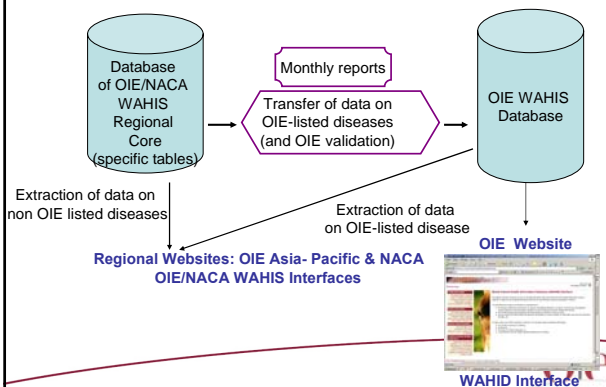 Database
of OIE/NACA
WAHIS
Regional
Core
(specific tables)
Monthly reports
Transfer of data on
OIE-listed diseases
(and OIE validation)
OIE WAHIS
Database
Extraction of data on
non OIE listed diseases
Extraction of data
on OIE-listed disease
Regional Websites: OIE Asia- Pacific & NACA
OIE/NACA WAHIS Interfaces
OIE Website
WAHID Interface